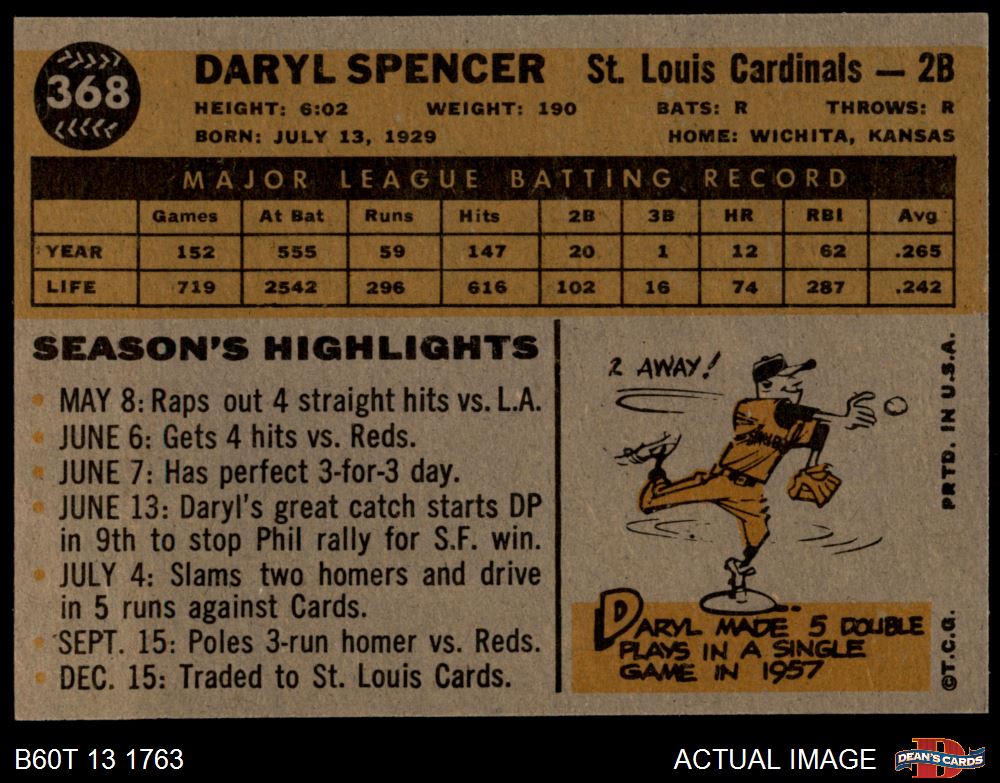 368
DARYL SPENCER St. Louis Cardinals — 2B
HEIGHT: 6:02 WEIGHT: 190 BATS: R THROWS: R
BORN: JULY 13, 1929 HOME: WICHITA, KANSAS
MAJOR LEAGUE BATTING RECORD
Games At Bat Runs Hits 2B 3B HR RBI Avg
YEAR 152 555 59 147 20 1 12 62 .265
LIFE 719 2542 296 616 102 16 74 287 .242
SEASON'S HIGHLIGHTS
• MAY 8: Raps out 4 straight hits vs. L.A.
• JUNE 6: Gets 4 hits vs. Reds.
• JUNE 7: Has perfect 3-for-3 day.
• JUNE 13: Daryl's great catch starts DP
in 9th to stop Phil rally for S.F. win.
• JULY 4: Slams two homers and drive
in 5 runs against Cards.
• SEPT. 15: Poles 3-run homer vs. Reds.
• DEC. 15: Traded to St. Louis Cards.
2 AWAY!
DARYL MADE 5 DOUBLE
PLAYS IN A SINGLE
GAME IN 1957
PRTD. IN U.S.A.
©T.C.G.
B60T 13 1763
ACTUAL IMAGE
DEAN'S CARDS